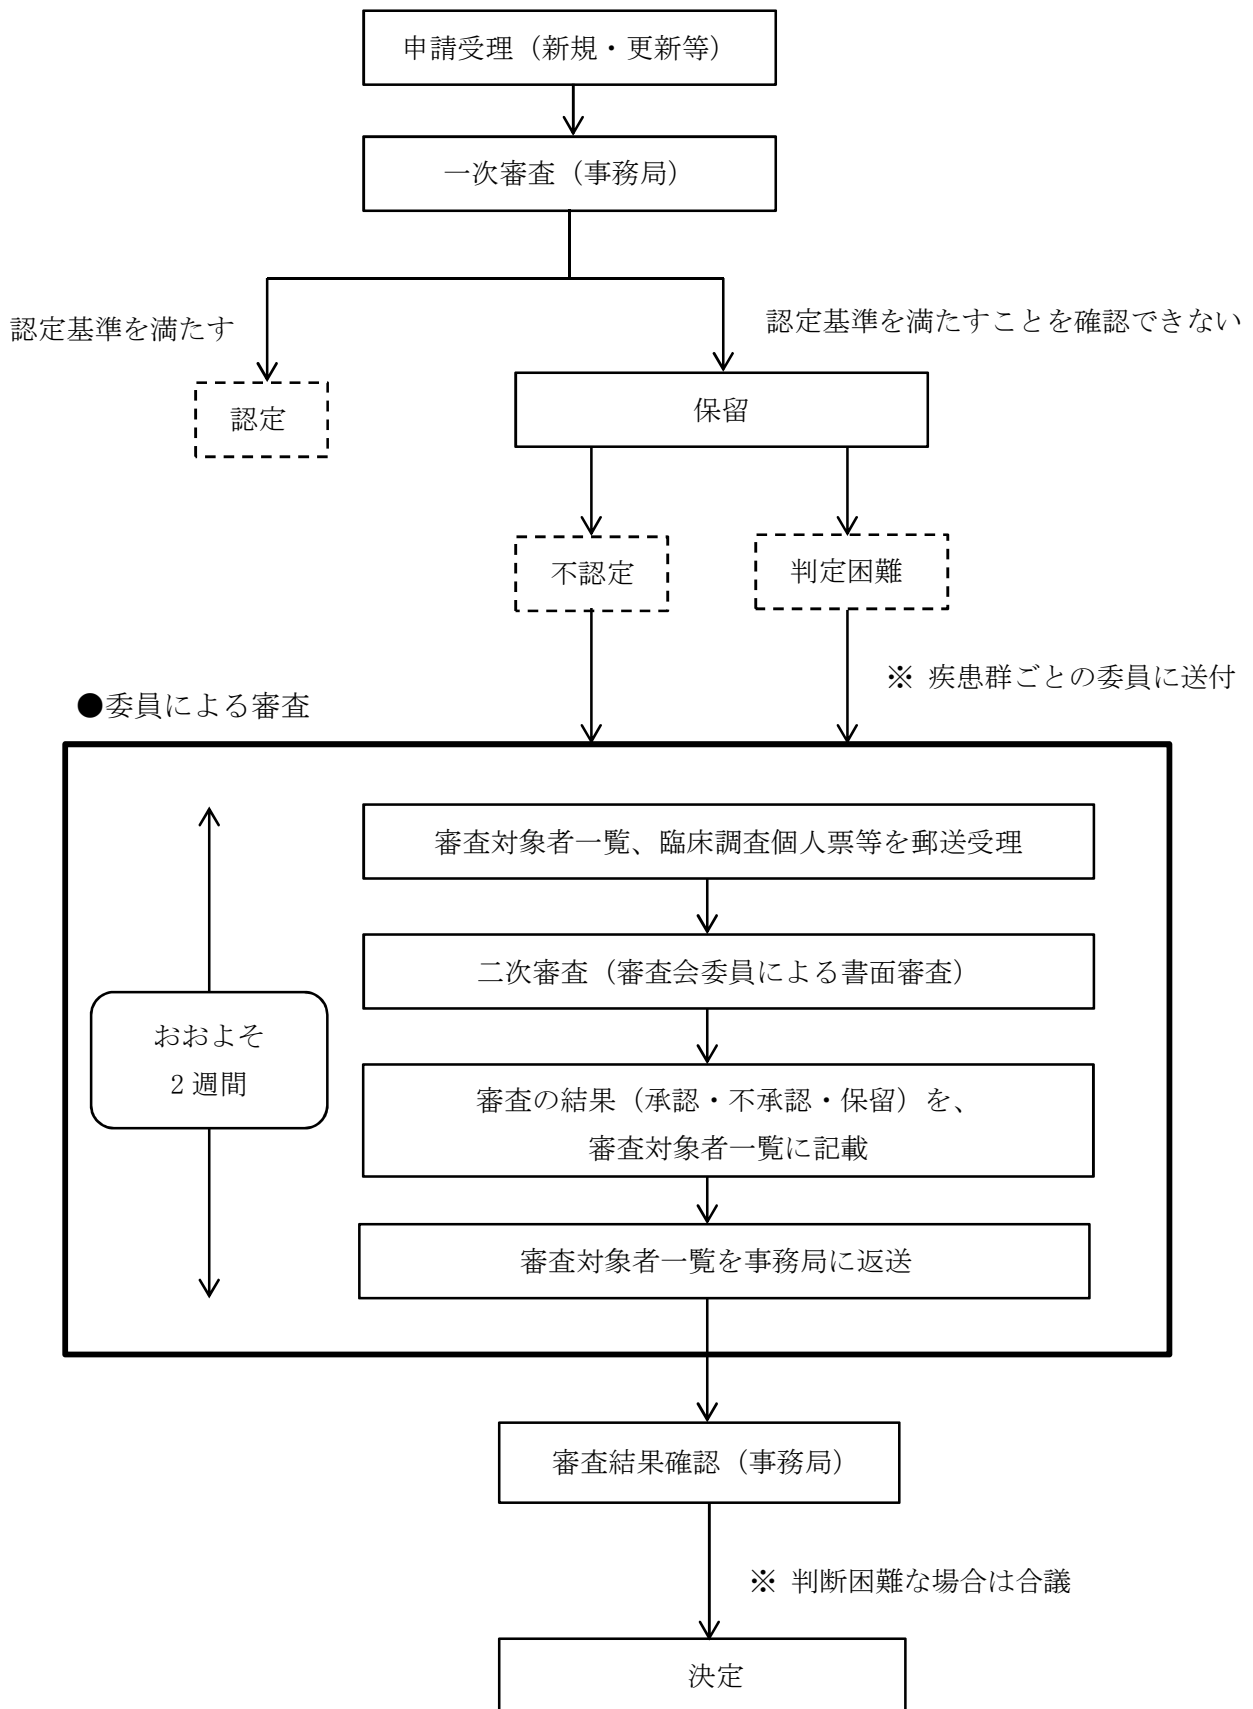 申請受理（新規・更新等）
一次審査（事務局）
認定基準を満たす
認定基準を満たすことを確認できない
認定
保留
不認定
判定困難
※ 疾患群ごとの委員に送付
●委員による審査
審査対象者一覧、臨床調査個人票等を郵送受理
二次審査（審査会委員による書面審査）
おおよそ
2 週間
審査の結果（承認・不承認・保留）を、
審査対象者一覧に記載
審査対象者一覧を事務局に返送
審査結果確認（事務局）
※ 判断困難な場合は合議
決定